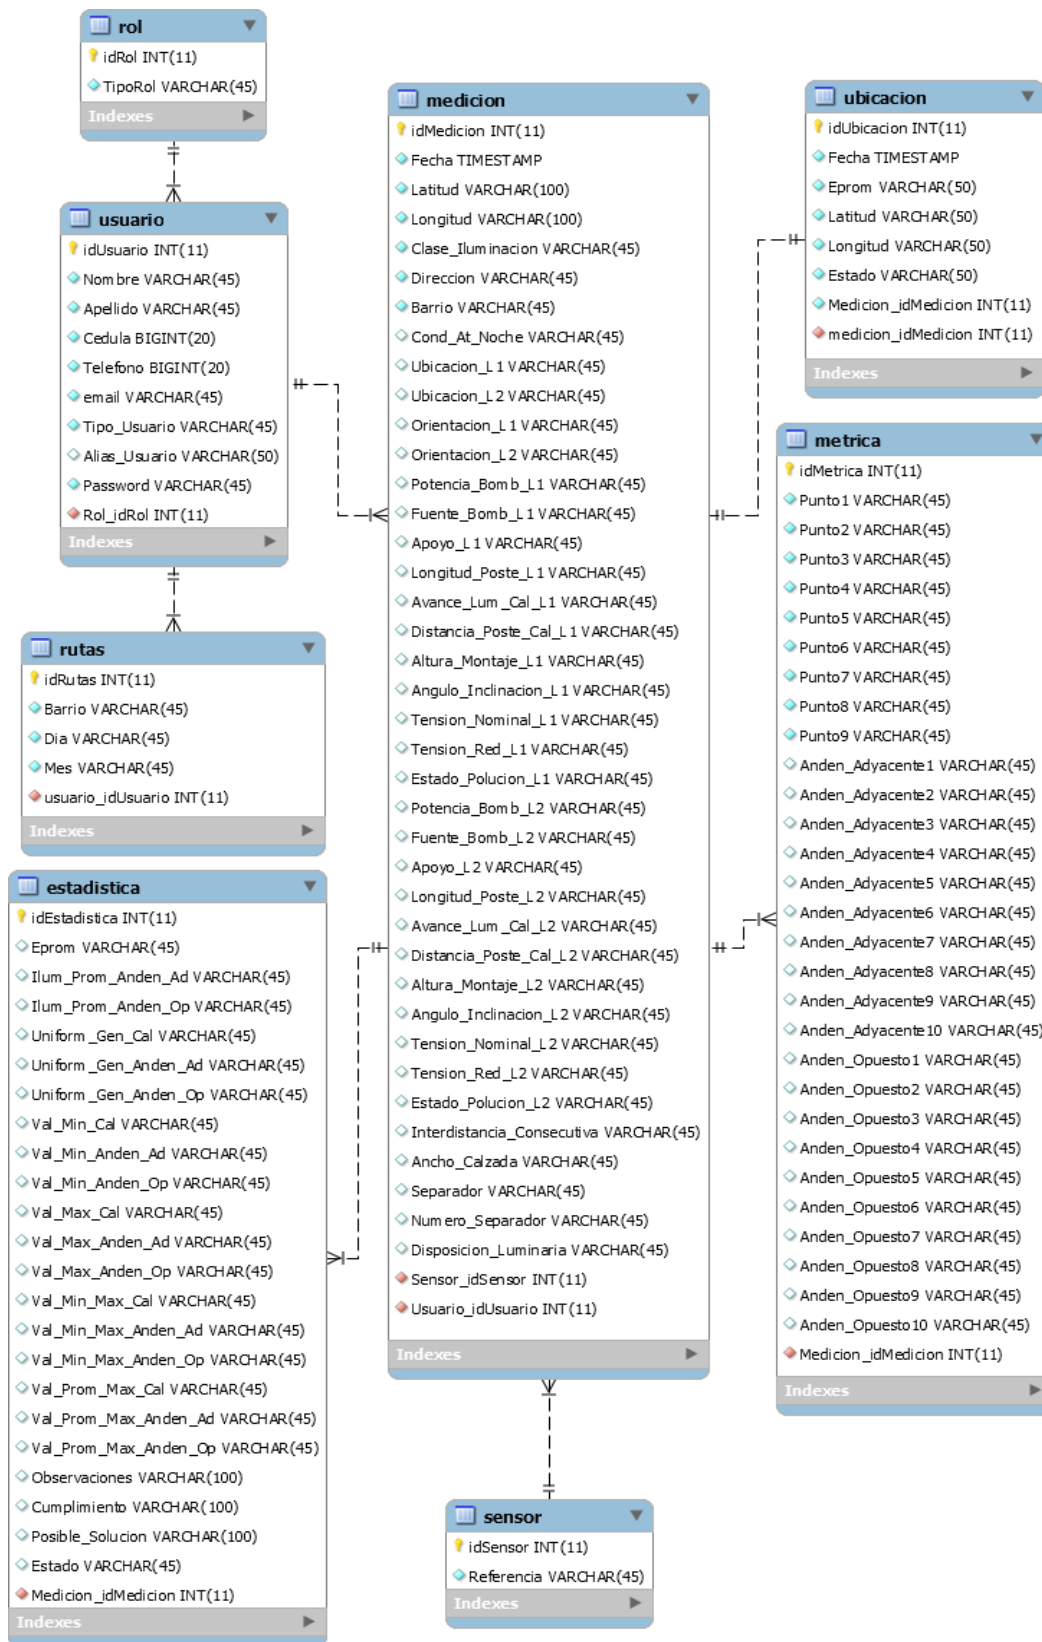 rol
idRol INT(11)
TipoRol VARCHAR(45)
Indexes
usuario
idUsuario INT(11)
Nombre VARCHAR(45)
Apellido VARCHAR(45)
Cedula BIGINT(20)
Telefono BIGINT(20)
email VARCHAR(45)
Tipo_Usuario VARCHAR(45)
Alias_Usuario VARCHAR(50)
Password VARCHAR(45)
Rol_idRol INT(11)
Indexes
rutas
idRutas INT(11)
Barrio VARCHAR(45)
Dia VARCHAR(45)
Mes VARCHAR(45)
usuario_idUsuario INT(11)
Indexes
estadistica
idEstadistica INT(11)
Eprom VARCHAR(45)
Ilum_Prom_Anden_Ad VARCHAR(45)
Ilum_Prom_Anden_Op VARCHAR(45)
Uniform_Gen_Cal VARCHAR(45)
Uniform_Gen_Anden_Ad VARCHAR(45)
Uniform_Gen_Anden_Op VARCHAR(45)
Val_Min_Cal VARCHAR(45)
Val_Min_Anden_Ad VARCHAR(45)
Val_Min_Anden_Op VARCHAR(45)
Val_Max_Cal VARCHAR(45)
Val_Max_Anden_Ad VARCHAR(45)
Val_Max_Anden_Op VARCHAR(45)
Val_Min_Max_Cal VARCHAR(45)
Val_Min_Max_Anden_Ad VARCHAR(45)
Val_Min_Max_Anden_Op VARCHAR(45)
Val_Prom_Max_Cal VARCHAR(45)
Val_Prom_Max_Anden_Ad VARCHAR(45)
Val_Prom_Max_Anden_Op VARCHAR(45)
Observaciones VARCHAR(100)
Cumplimiento VARCHAR(100)
Posible_Solucion VARCHAR(100)
Estado VARCHAR(45)
Medicion_idMedicion INT(11)
Indexes
medicion
idMedicion INT(11)
Fecha TIMESTAMP
Latitud VARCHAR(100)
Longitud VARCHAR(100)
Clase_Iluminacion VARCHAR(45)
Direccion VARCHAR(45)
Barrio VARCHAR(45)
Cond_At_Noche VARCHAR(45)
Ubicacion_L1 VARCHAR(45)
Ubicacion_L2 VARCHAR(45)
Orientacion_L1 VARCHAR(45)
Orientacion_L2 VARCHAR(45)
Potencia_Bomb_L1 VARCHAR(45)
Fuente_Bomb_L1 VARCHAR(45)
Apoyo_L1 VARCHAR(45)
Longitud_Poste_L1 VARCHAR(45)
Avance_Lum_Cal_L1 VARCHAR(45)
Distancia_Poste_Cal_L1 VARCHAR(45)
Altura_Montaje_L1 VARCHAR(45)
Angulo_Inclinacion_L1 VARCHAR(45)
Tension_Nominal_L1 VARCHAR(45)
Tension_Red_L1 VARCHAR(45)
Estado_Polucion_L1 VARCHAR(45)
Potencia_Bomb_L2 VARCHAR(45)
Fuente_Bomb_L2 VARCHAR(45)
Apoyo_L2 VARCHAR(45)
Longitud_Poste_L2 VARCHAR(45)
Avance_Lum_Cal_L2 VARCHAR(45)
Distancia_Poste_Cal_L2 VARCHAR(45)
Altura_Montaje_L2 VARCHAR(45)
Angulo_Inclinacion_L2 VARCHAR(45)
Tension_Nominal_L2 VARCHAR(45)
Tension_Red_L2 VARCHAR(45)
Estado_Polucion_L2 VARCHAR(45)
Interdistancia_Consecutiva VARCHAR(45)
Ancho_Calzada VARCHAR(45)
Separador VARCHAR(45)
Numero_Separador VARCHAR(45)
Disposicion_Luminaria VARCHAR(45)
Sensor_idSensor INT(11)
Usuario_idUsuario INT(11)
Indexes
sensor
idSensor INT(11)
Referencia VARCHAR(45)
Indexes
ubicacion
idUbicacion INT(11)
Fecha TIMESTAMP
Eprom VARCHAR(50)
Latitud VARCHAR(50)
Longitud VARCHAR(50)
Estado VARCHAR(50)
Medicion_idMedicion INT(11)
medicion_idMedicion INT(11)
Indexes
metrica
idMetrica INT(11)
Punto1 VARCHAR(45)
Punto2 VARCHAR(45)
Punto3 VARCHAR(45)
Punto4 VARCHAR(45)
Punto5 VARCHAR(45)
Punto6 VARCHAR(45)
Punto7 VARCHAR(45)
Punto8 VARCHAR(45)
Punto9 VARCHAR(45)
Anden_Adyacente1 VARCHAR(45)
Anden_Adyacente2 VARCHAR(45)
Anden_Adyacente3 VARCHAR(45)
Anden_Adyacente4 VARCHAR(45)
Anden_Adyacente5 VARCHAR(45)
Anden_Adyacente6 VARCHAR(45)
Anden_Adyacente7 VARCHAR(45)
Anden_Adyacente8 VARCHAR(45)
Anden_Adyacente9 VARCHAR(45)
Anden_Adyacente10 VARCHAR(45)
Anden_Opuesto1 VARCHAR(45)
Anden_Opuesto2 VARCHAR(45)
Anden_Opuesto3 VARCHAR(45)
Anden_Opuesto4 VARCHAR(45)
Anden_Opuesto5 VARCHAR(45)
Anden_Opuesto6 VARCHAR(45)
Anden_Opuesto7 VARCHAR(45)
Anden_Opuesto8 VARCHAR(45)
Anden_Opuesto9 VARCHAR(45)
Anden_Opuesto10 VARCHAR(45)
Medicion_idMedicion INT(11)
Indexes